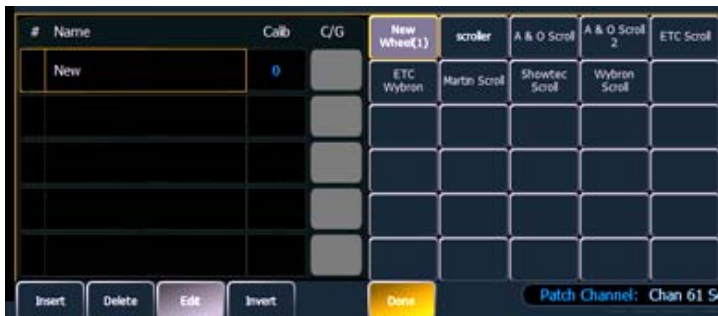 # Name Calib C/G
New 0
New Wheel(1) scroller A & O Scroll A & O Scroll 2 ETC Scroll
ETC Wybron Martin Scroll Showtec Scroll Wybron Scroll
Insert Delete Edit Invert Done
Patch Channel: Chan 61